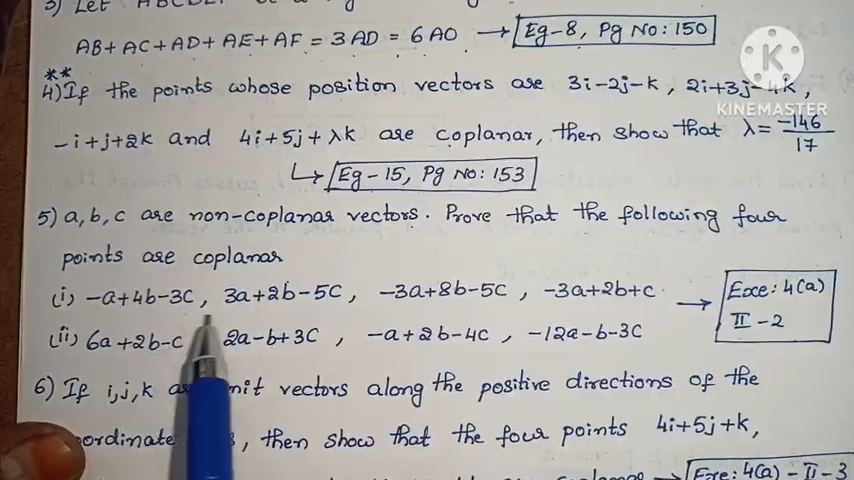 3) Let ABCDEF
AB+AC+AD+AE+AF = 3AD = 6AO → Eg-8, Pg No: 150
**
4) If the points whose position vectors are 3i-2j-k, 2i+3j-4k,
-i+j+2k and 4i+5j+λk are coplanar, then show that λ = -146/17
Eg-15, Pg No: 153
5) a, b, c are non-coplanar vectors. Prove that the following four
points are coplanar
(i) -a+4b-3c, 3a+2b-5c, -3a+8b-5c, -3a+2b+c → Exe: 4(a) II-2
(ii) 6a+2b-c 2a-b+3c, -a+2b-4c, -12a-b-3c
6) If i,j,k unit vectors along the positive directions of the
, then show that the four points 4i+5j+k,
Exe: 4(a)-II-3
KINEMASTER